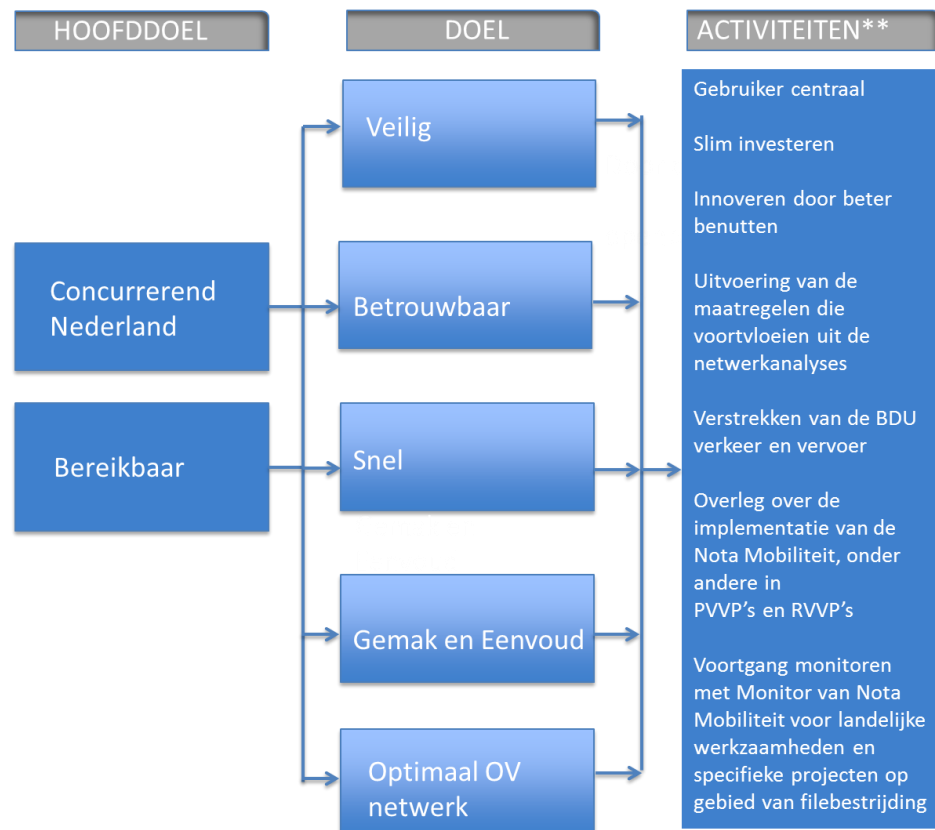 HOOFDDOEL
DOEL
ACTIVITEITEN**
Concurrerend
Nederland
Bereikbaar
Veilig
Betrouwbaar
Snel
Gemak en Eenvoud
Optimaal OV
netwerk
Gebruiker centraal
Slim investeren
Innoveren door beter
benutten
Uitvoering van de
maatregelen die
voortvloeien uit de
netwerkanalyses
Verstrekken van de BDU
verkeer en vervoer
Overleg over de
implementatie van de
Nota Mobiliteit, onder
andere in
PVVP’s en RVVP’s
Voortgang monitoren
met Monitor van Nota
Mobiliteit voor landelijke
werkzaamheden en
specifieke projecten op
gebied van filebestrijding